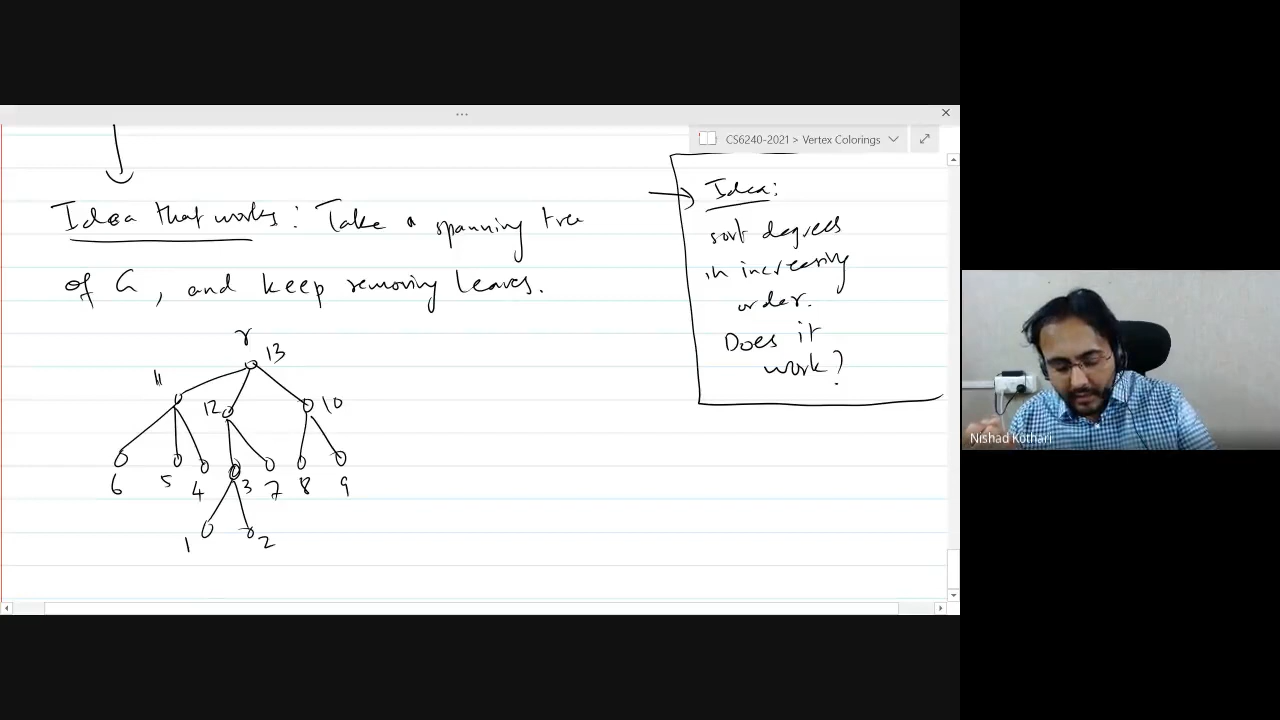 CS6240-2021 > Vertex Colorings
Idea that works: Take a spanning tree
of G, and keep removing leaves.
Idea:
sort degrees
in increasing
order.
Does it
work?
r
13
11
12
10
6
5
4
3
7
8
9
1
2
Nishad Kothari